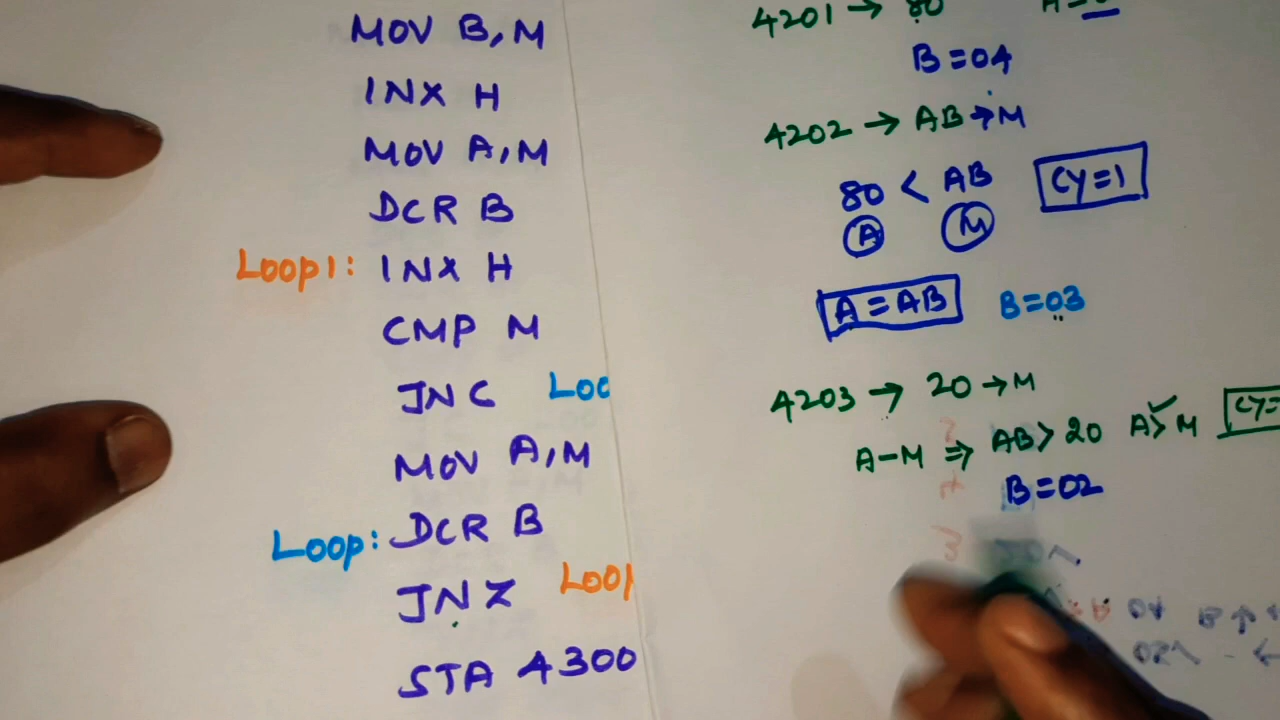 MOV B,M
INX H
MOV A,M
DCR B
Loop1: INX H
CMP M
JNC Loo
MOV A,M
Loop: DCR B
JNZ Loo
STA 4300
4201 → 80
B=04
4202 → AB→M
80 < AB CY=1
A M
A=AB B=03
4203 → 20→M
A-M ⇒ AB>20 A>M CY=
B=02